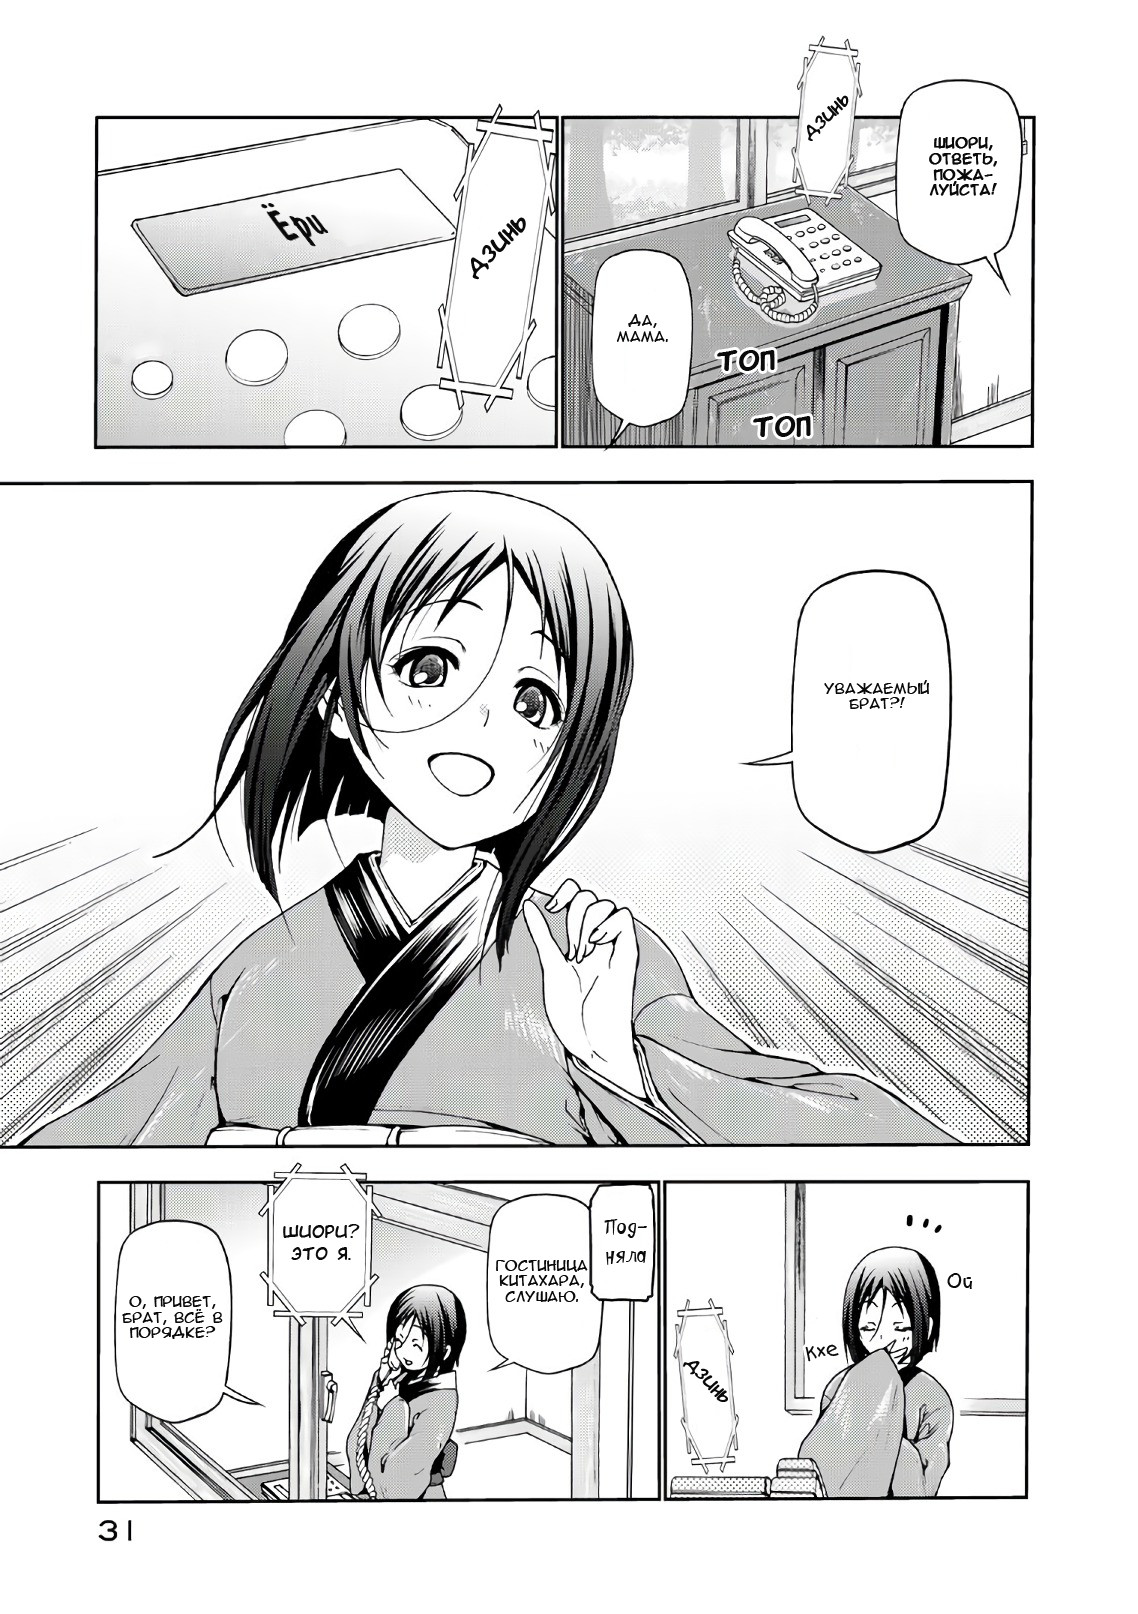 ДЗИНЬ
ШИОРИ,
ОТВЕТЬ,
ПОЖА-
ЛУЙСТА!
ДА,
МАМА.
ТОП
ТОП
ДЗИНЬ
Ёри
УВАЖАЕМЫЙ
БРАТ?!
Ой
Кхе
ДЗИНЬ
Под-
няла
ГОСТИНИЦА
КИТАХАРА,
СЛУШАЮ.
ШИОРИ?
ЭТО Я.
О, ПРИВЕТ,
БРАТ, ВСЁ В
ПОРЯДКЕ?
31